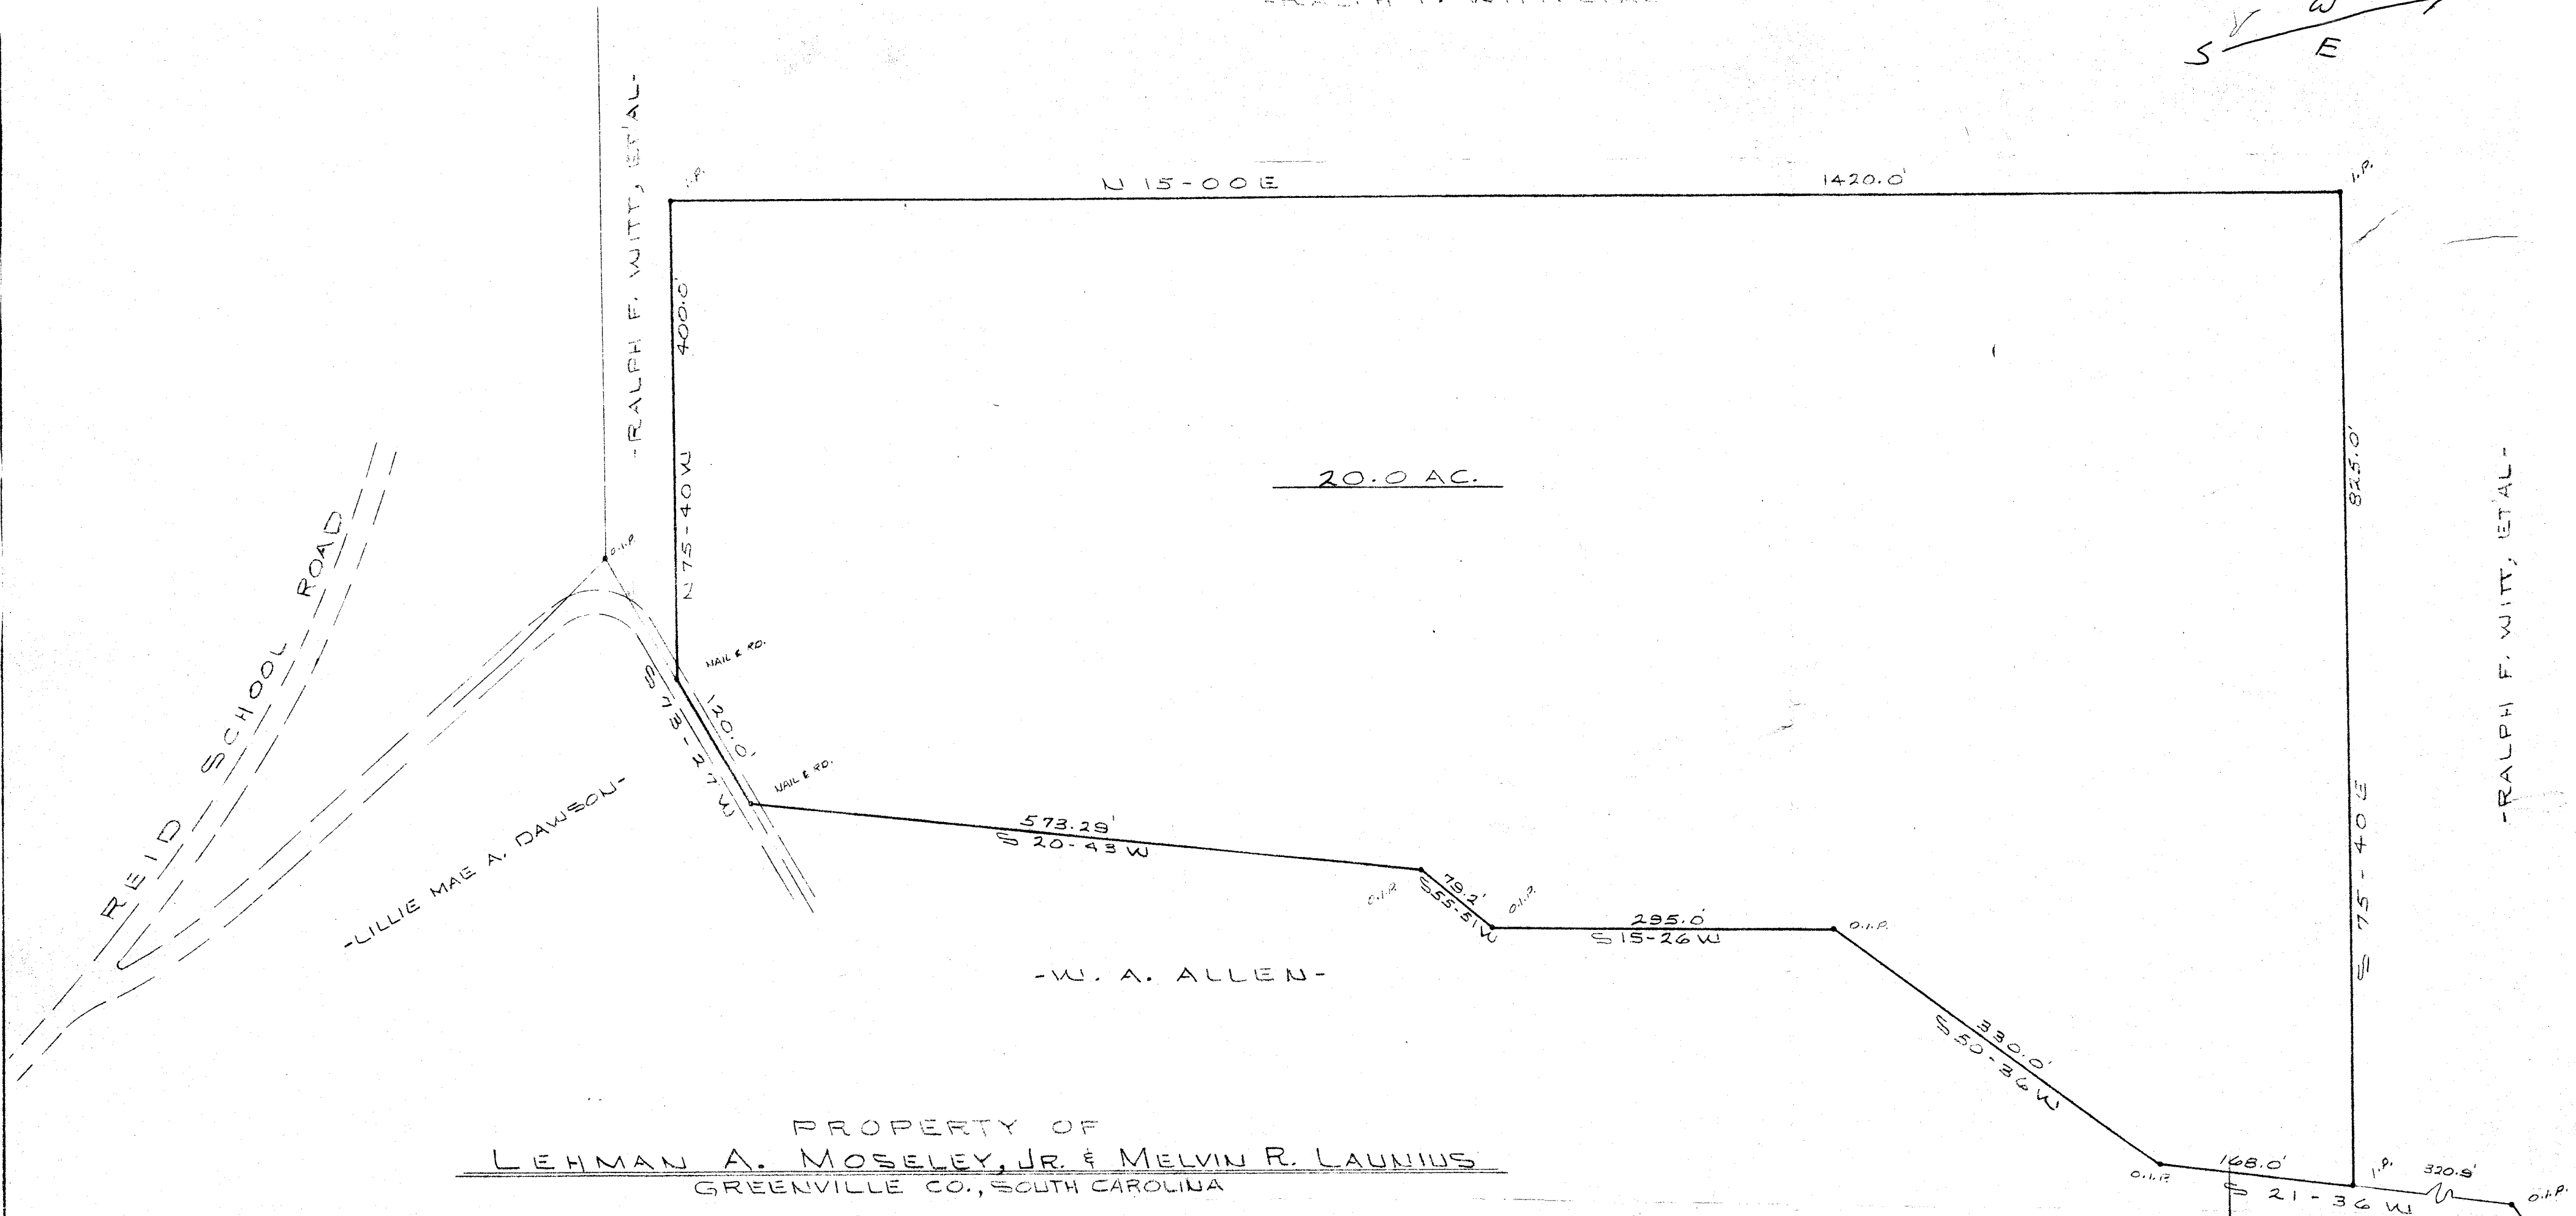 W
S
E
-RALPH F. WITT, ET'AL-
I.P.
N 15-00 E
1420.0'
I.P.
400.0'
N 75-40 W
20.0 AC.
825.0'
S 75-40 E
-RALPH F. WITT, ET'AL-
REID SCHOOL ROAD
O.I.P.
NAIL & RD.
120.0'
S 73-27 W
NAIL & RD.
-LILLIE MAE A. DAWSON-
573.29'
S 20-43 W
O.I.P.
79.2'
S 55-51 W
O.I.P.
295.0'
S 15-26 W
O.I.P.
-W. A. ALLEN-
330.0'
S 50-36 W
O.I.P.
168.0'
S 21-36 W
I.P.
320.9'
O.I.P.
PROPERTY OF
LEHMAN A. MOSELEY, JR. & MELVIN R. LAUNIUS
GREENVILLE CO., SOUTH CAROLINA